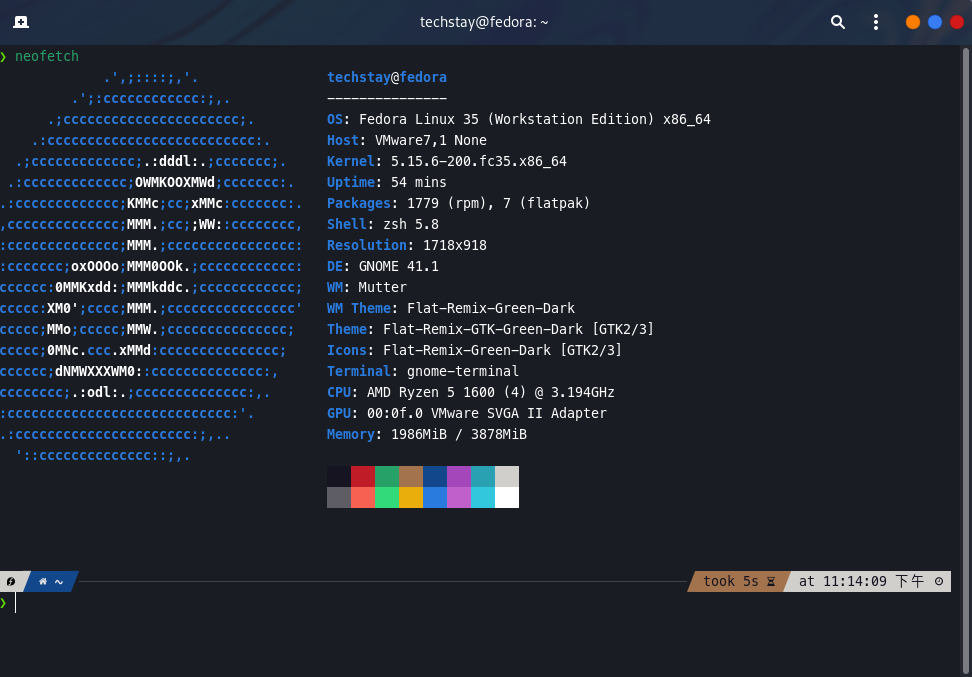 techstay@fedora: ~
❯ neofetch
             .',;::::;,'.                techstay@fedora
         .';:cccccccccccc:;,.            ---------------
      .;cccccccccccccccccccccc;.         OS: Fedora Linux 35 (Workstation Edition) x86_64
    .:cccccccccccccccccccccccccc:.       Host: VMware7,1 None
  .;ccccccccccccc;.:dddl:.;ccccccc;.     Kernel: 5.15.6-200.fc35.x86_64
 .:ccccccccccccc;OWMKOOXMWd;ccccccc:.    Uptime: 54 mins
.:ccccccccccccc;KMMc;cc;xMMc:ccccccc:.   Packages: 1779 (rpm), 7 (flatpak)
,cccccccccccccc;MMM.;cc;;WW::cccccccc,   Shell: zsh 5.8
:cccccccccccccc;MMM.;cccccccccccccccc:   Resolution: 1718x918
:ccccccc;oxOOOo;MMM0OOk.;cccccccccccc:   DE: GNOME 41.1
cccccc:0MMKxdd:;MMMkddc.;cccccccccccc;   WM: Mutter
ccccc:XM0';cccc;MMM.;cccccccccccccccc'   WM Theme: Flat-Remix-Green-Dark
ccccc;MMo;ccccc;MMW.;ccccccccccccccc;    Theme: Flat-Remix-GTK-Green-Dark [GTK2/3]
ccccc;0MNc.ccc.xMMd:ccccccccccccccc;     Icons: Flat-Remix-Green-Dark [GTK2/3]
cccccc;dNMWXXXWM0::cccccccccccccc:,      Terminal: gnome-terminal
cccccccc;.:odl:.;cccccccccccccc:,.       CPU: AMD Ryzen 5 1600 (4) @ 3.194GHz
:cccccccccccccccccccccccccccc:'.         GPU: 00:0f.0 VMware SVGA II Adapter
.:cccccccccccccccccccccc:;,..            Memory: 1986MiB / 3878MiB
  '::cccccccccccccc::;,.
~ took 5s at 11:14:09 下午
❯